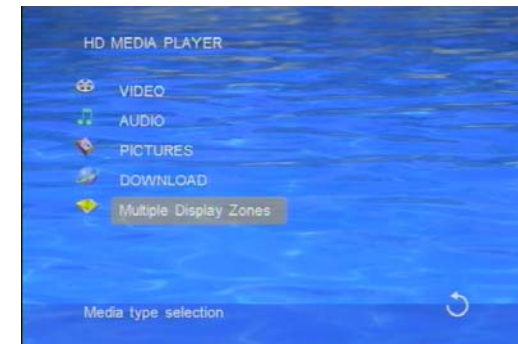 HD MEDIA PLAYER
VIDEO
AUDIO
PICTURES
DOWNLOAD
Multiple Display Zones
Media type selection